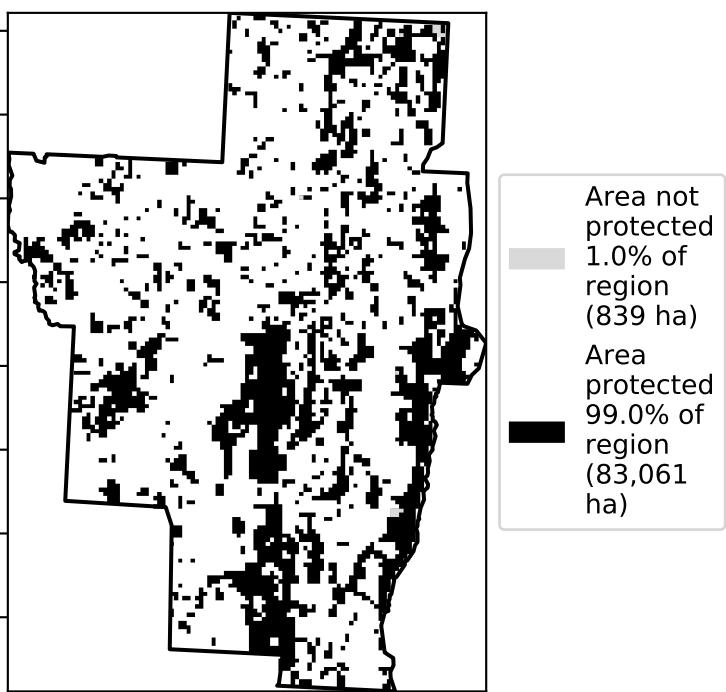 Area not
protected
1.0% of
region
(839 ha)
Area
protected
99.0% of
region
(83,061
ha)